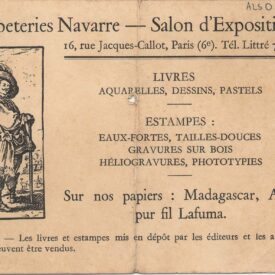 ALSO
peteries Navarre — Salon d'Expositi
16, rue Jacques-Callot, Paris (6e). Tél. Littré 7
LIVRES
AQUARELLES, DESSINS, PASTELS
ESTAMPES :
EAUX-FORTES, TAILLES-DOUCES
GRAVURES SUR BOIS
HÉLIOGRAVURES, PHOTOTYPIES
Sur nos papiers : Madagascar, A
pur fil Lafuma.
— Les livres et estampes mis en dépôt par les éditeurs et les a
euvent être vendus.